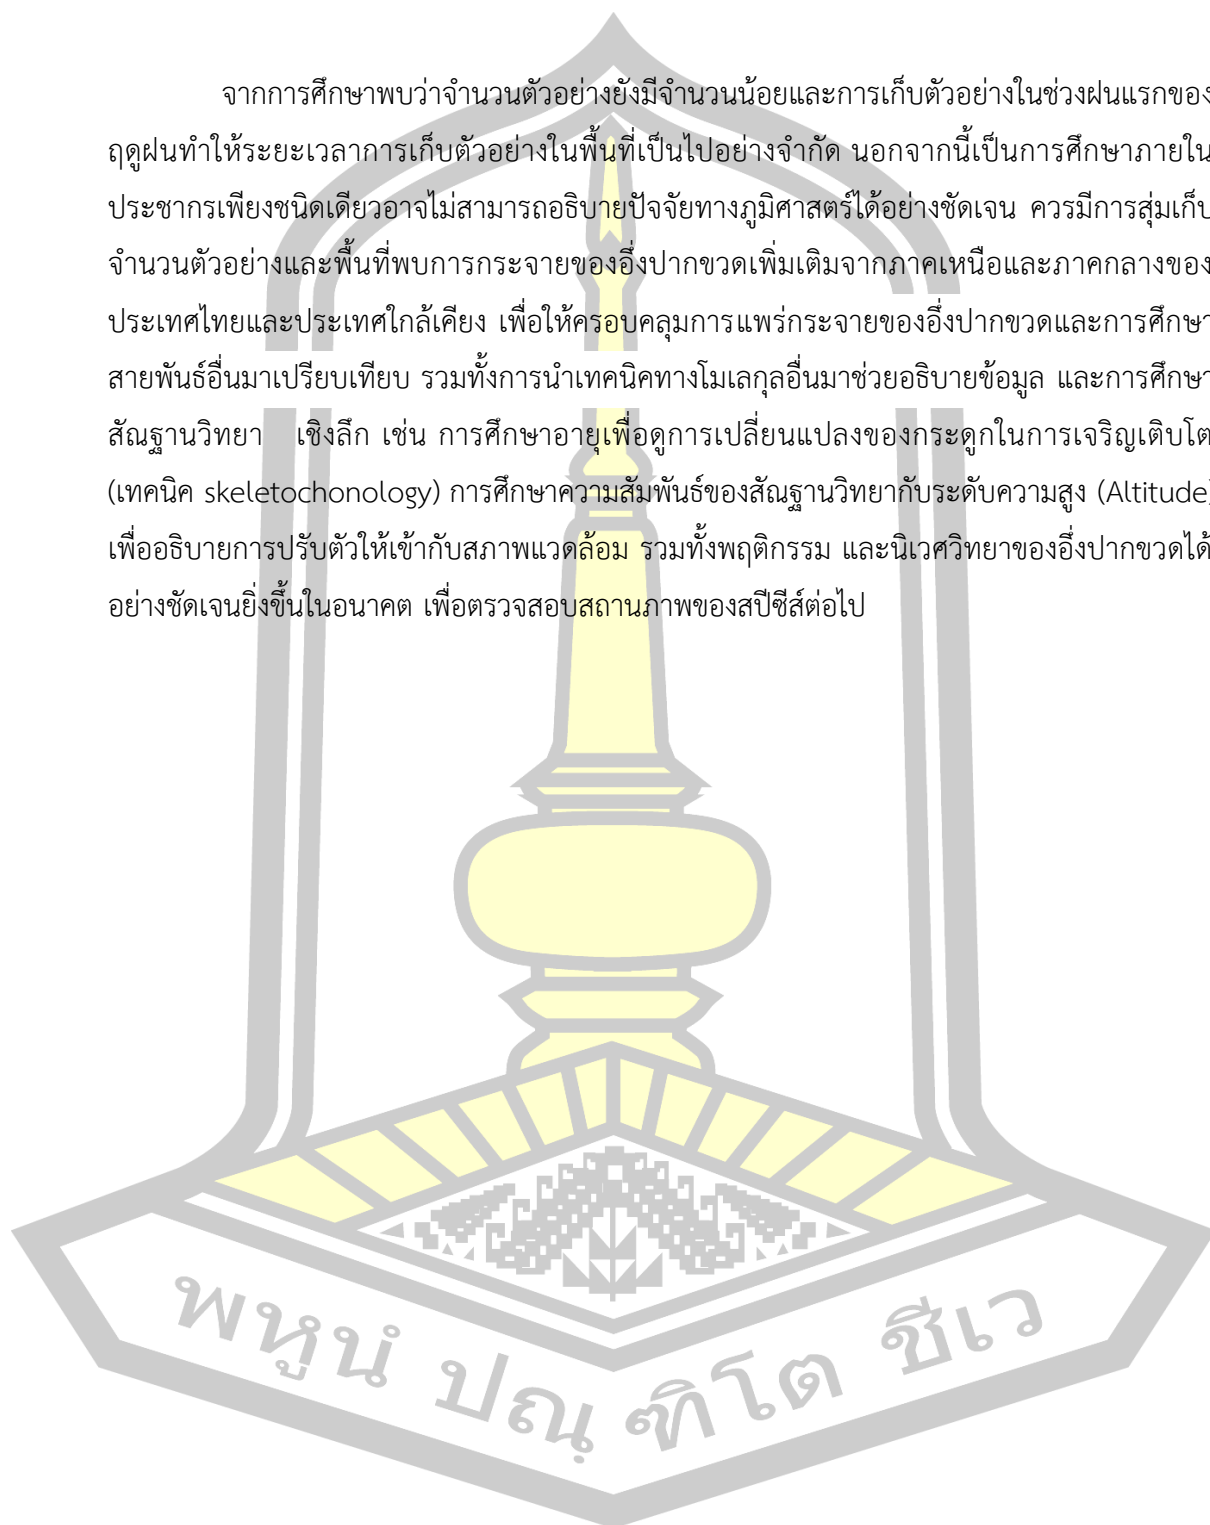 จากการศึกษาพบว่าจำนวนตัวอย่างยังมีจำนวนน้อยและการเก็บตัวอย่างในช่วงฝนแรกของ
ฤดูฝนทำให้ระยะเวลาการเก็บตัวอย่างในพื้นที่เป็นไปอย่างจำกัด นอกจากนี้เป็นการศึกษาภายใน
ประชากรเพียงชนิดเดียวอาจไม่สามารถอธิบายปัจจัยทางภูมิศาสตร์ได้อย่างชัดเจน ควรมีการสุ่มเก็บ
จำนวนตัวอย่างและพื้นที่พบการกระจายของอึ่งปากขวดเพิ่มเติมจากภาคเหนือและภาคกลางของ
ประเทศไทยและประเทศใกล้เคียง เพื่อให้ครอบคลุมการแพร่กระจายของอึ่งปากขวดและการศึกษา
สายพันธ์อื่นมาเปรียบเทียบ รวมทั้งการนำเทคนิคทางโมเลกุลอื่นมาช่วยอธิบายข้อมูล และการศึกษา
สัณฐานวิทยา เชิงลึก เช่น การศึกษาอายุเพื่อดูการเปลี่ยนแปลงของกระดูกในการเจริญเติบโต
(เทคนิค skeletochonology) การศึกษาความสัมพันธ์ของสัณฐานวิทยากับระดับความสูง (Altitude)
เพื่ออธิบายการปรับตัวให้เข้ากับสภาพแวดล้อม รวมทั้งพฤติกรรม และนิเวศวิทยาของอึ่งปากขวดได้
อย่างชัดเจนยิ่งขึ้นในอนาคต เพื่อตรวจสอบสถานภาพของสปีชีส์ต่อไป
พหูนํ ปณฺฑิโต ชีเว